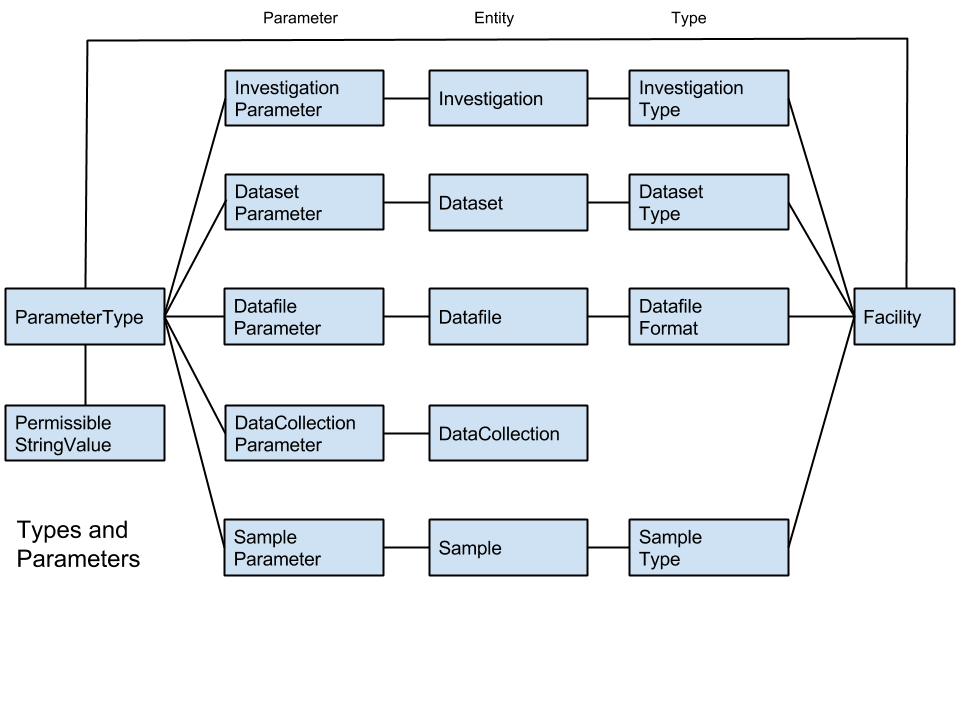 Parameter
Entity
Type
Investigation
Parameter
Investigation
Investigation
Type
Dataset
Parameter
Dataset
Dataset
Type
ParameterType
Datafile
Parameter
Datafile
Datafile
Format
Facility
Permissible
StringValue
DataCollection
Parameter
DataCollection
Types and
Parameters
Sample
Parameter
Sample
Sample
Type